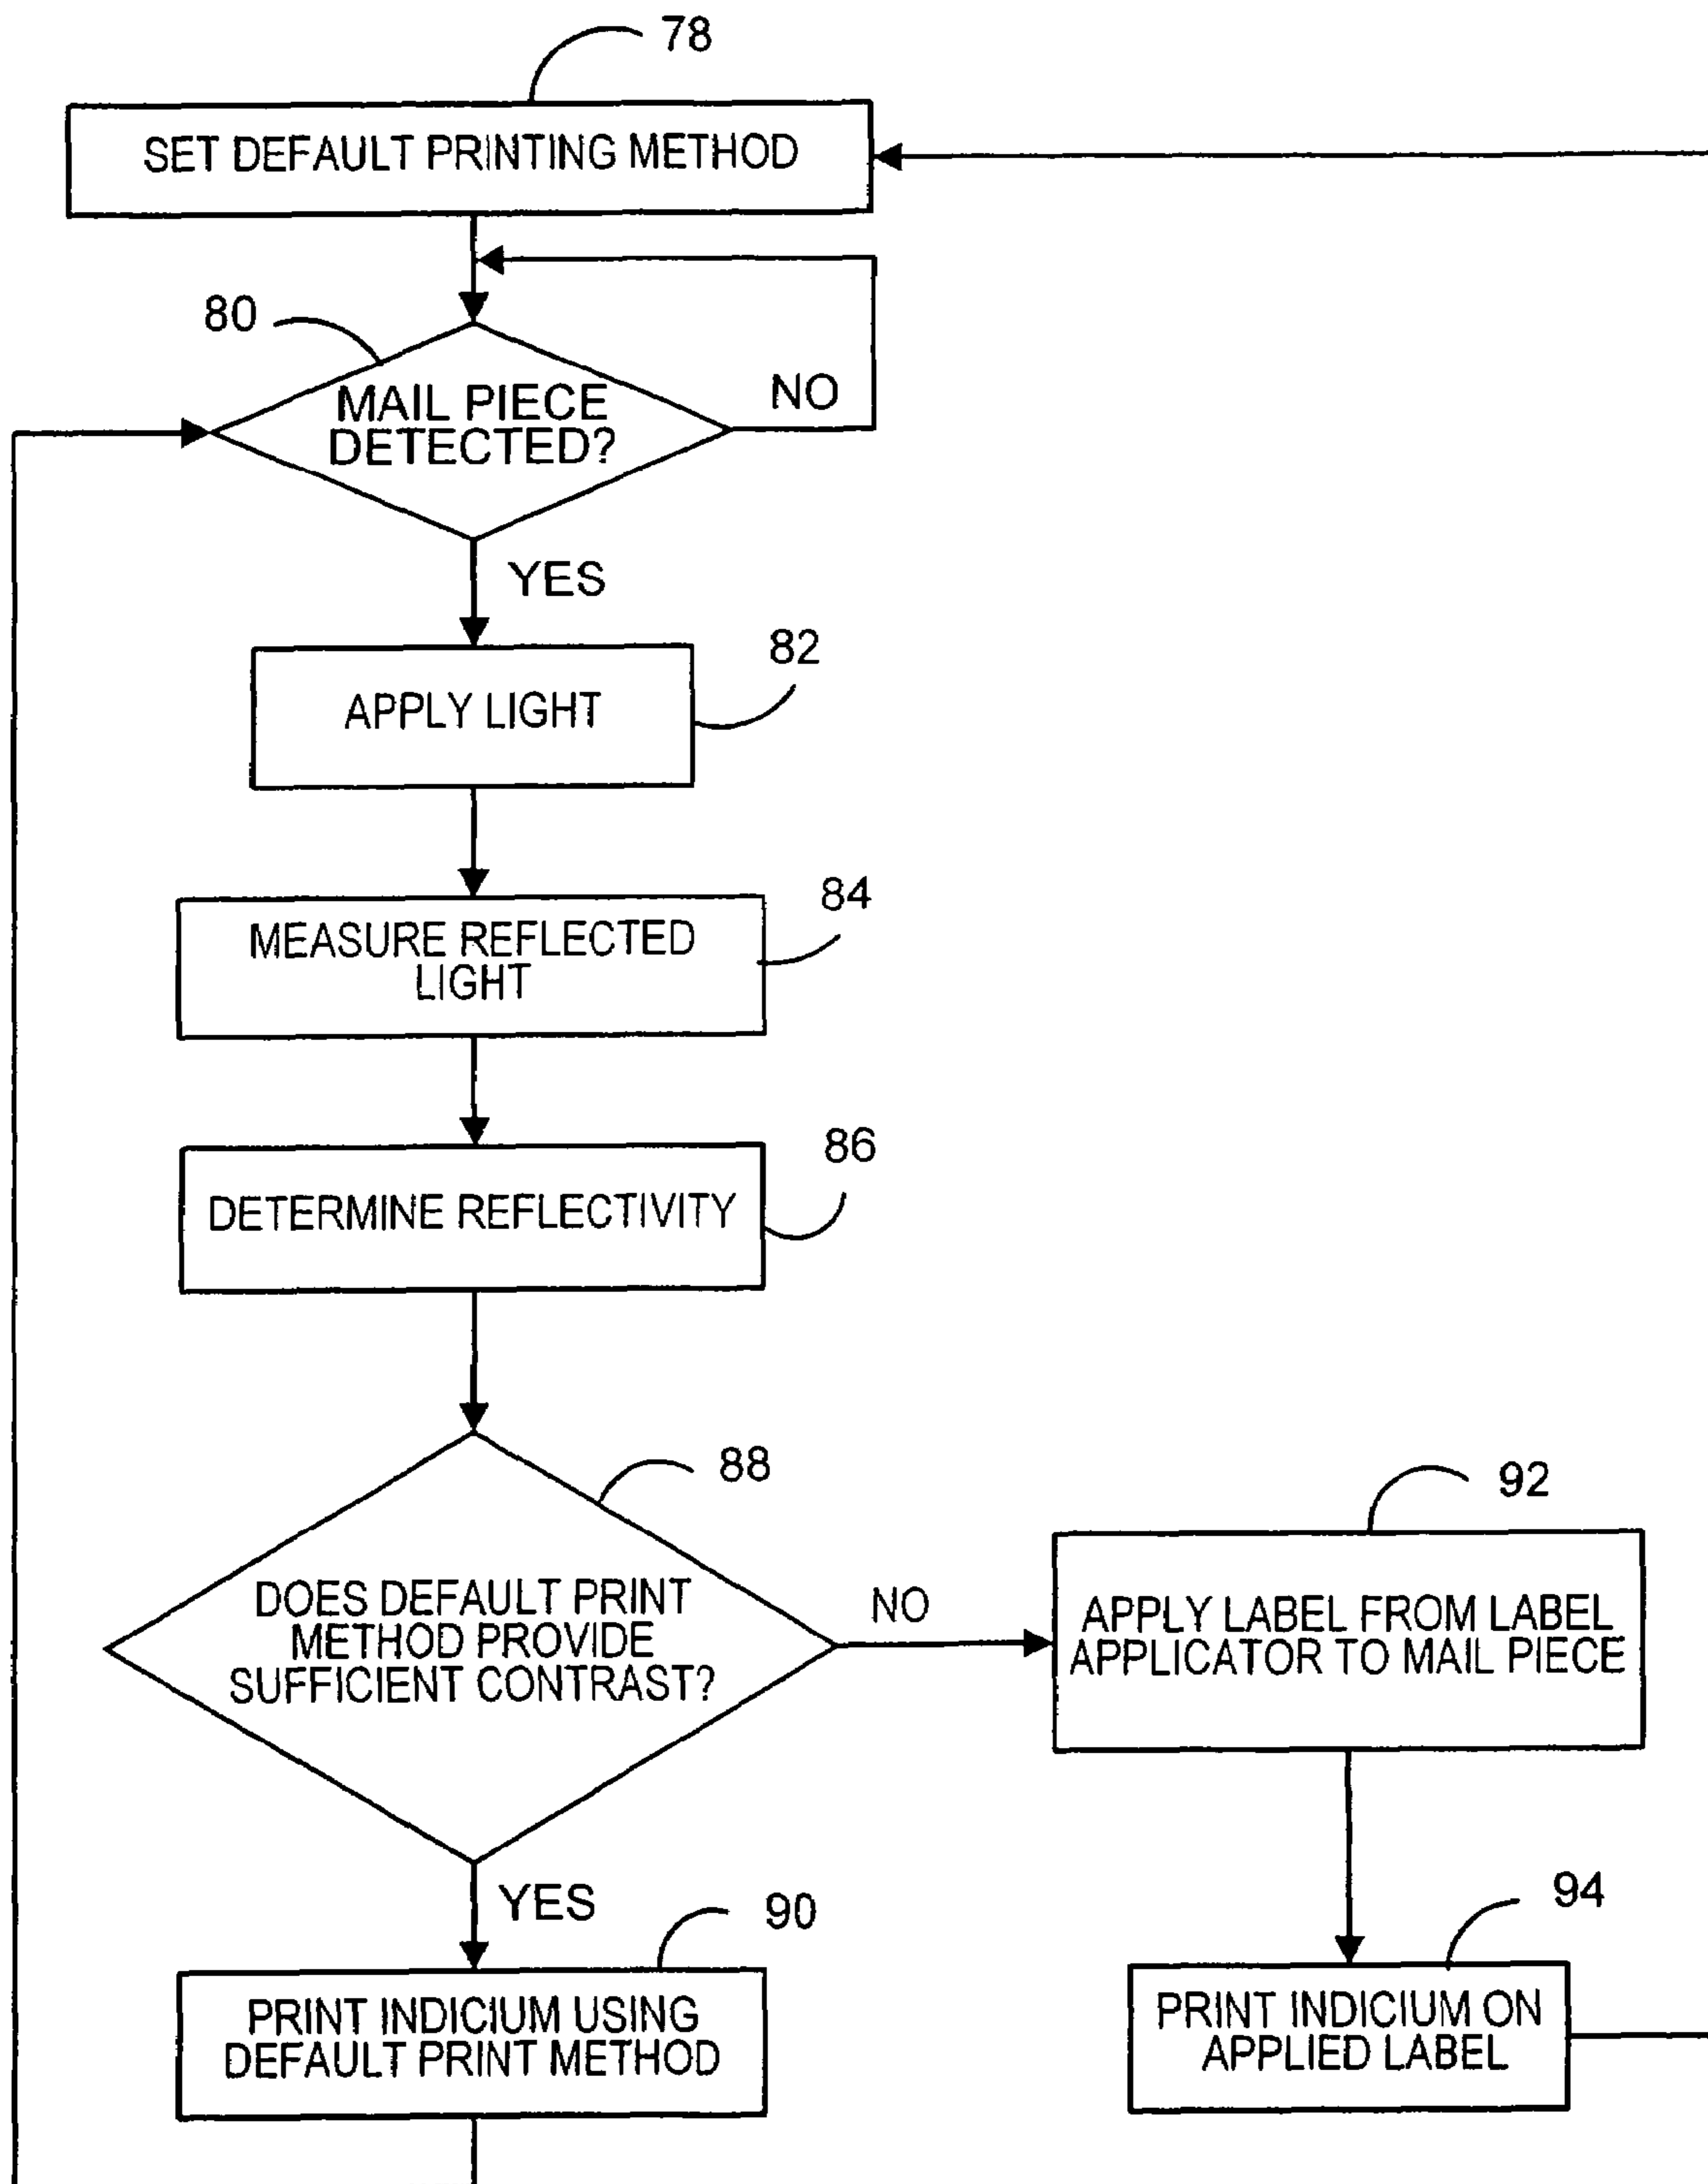 78
SET DEFAULT PRINTING METHOD
80
MAIL PIECE
DETECTED?
NO
YES
82
APPLY LIGHT
84
MEASURE REFLECTED
LIGHT
86
DETERMINE REFLECTIVITY
88
DOES DEFAULT PRINT
METHOD PROVIDE
SUFFICIENT CONTRAST?
NO
92
APPLY LABEL FROM LABEL
APPLICATOR TO MAIL PIECE
YES
90
PRINT INDICIUM USING
DEFAULT PRINT METHOD
94
PRINT INDICIUM ON
APPLIED LABEL